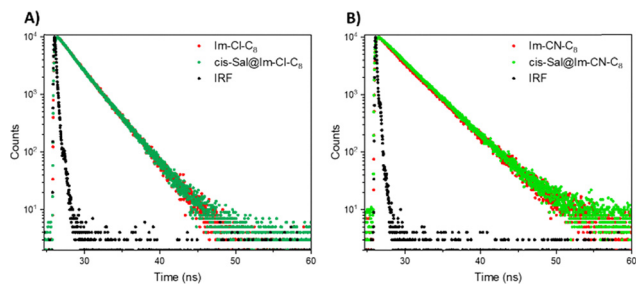 A)
10⁴
10³
10²
10¹
Counts
30
40
50
60
Time (ns)
Im-Cl-C₈
cis-Sal@Im-Cl-C₈
IRF
B)
10⁴
10³
10²
10¹
Counts
30
40
50
60
Time (ns)
Im-CN-C₈
cis-Sal@Im-CN-C₈
IRF